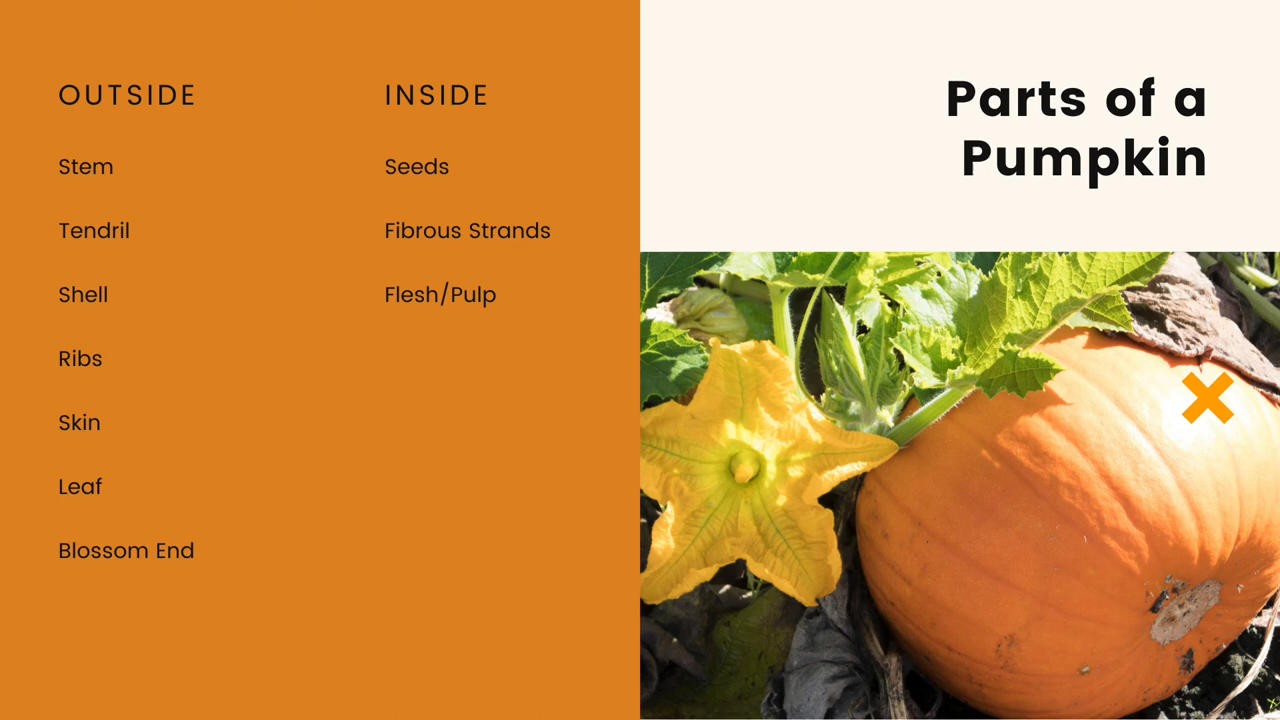 OUTSIDE
Stem
Tendril
Shell
Ribs
Skin
Leaf
Blossom End
INSIDE
Seeds
Fibrous Strands
Flesh/Pulp
Parts of a
Pumpkin